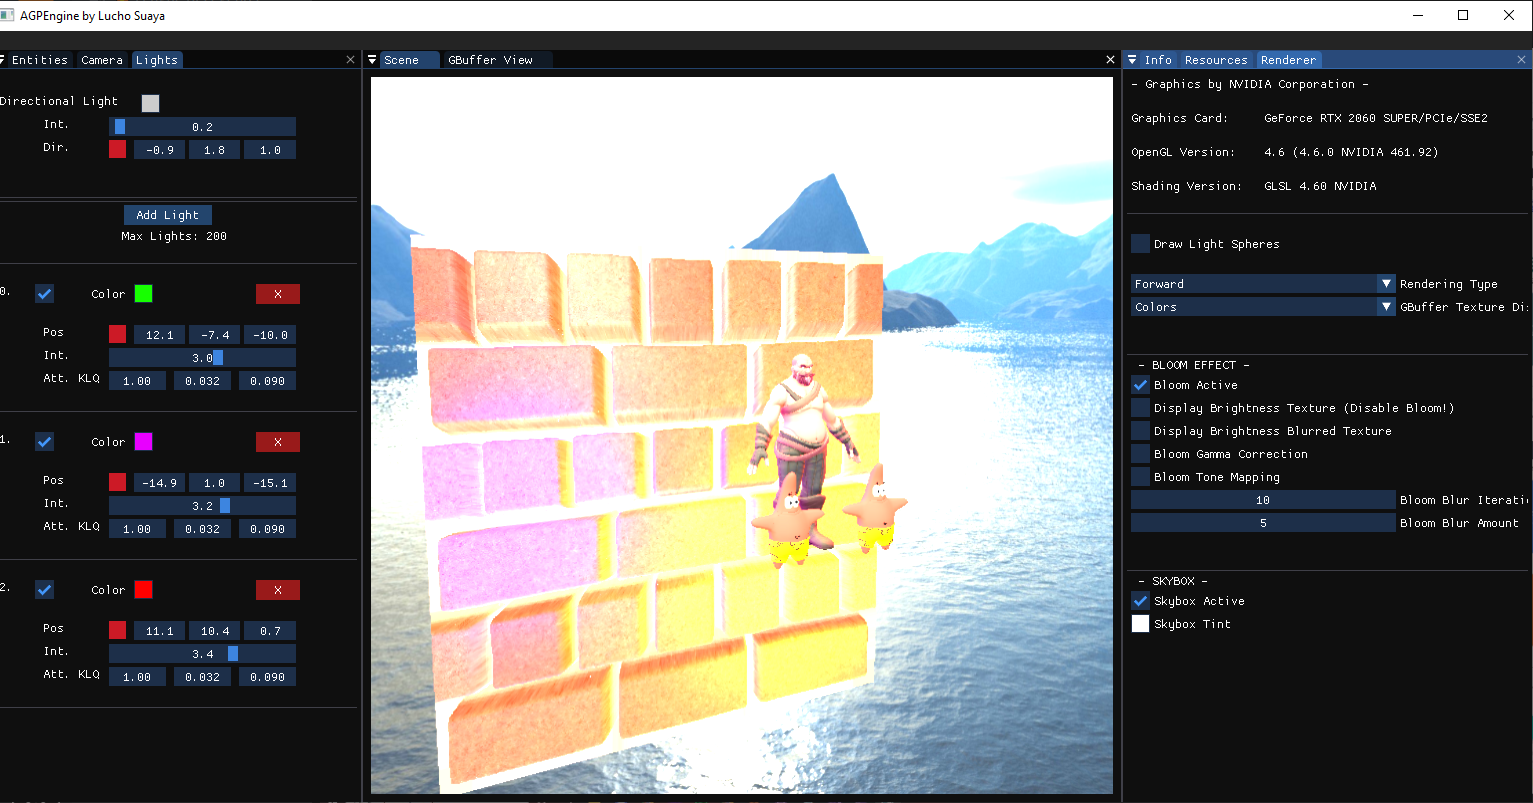 AGPEngine by Lucho Suaya
Entities Camera Lights
Directional Light
Int. 0.2
Dir. -0.9 1.8 1.0
Add Light
Max Lights: 200
0. Color X
Pos 12.1 -7.4 -10.0
Int. 3.0
Att. KLQ 1.00 0.032 0.090
1. Color X
Pos -14.9 1.0 -15.1
Int. 3.2
Att. KLQ 1.00 0.032 0.090
2. Color X
Pos 11.1 10.4 0.7
Int. 3.4
Att. KLQ 1.00 0.032 0.090
Scene GBuffer View
Info Resources Renderer
- Graphics by NVIDIA Corporation -
Graphics Card: GeForce RTX 2060 SUPER/PCIe/SSE2
OpenGL Version: 4.6 (4.6.0 NVIDIA 461.92)
Shading Version: GLSL 4.60 NVIDIA
Draw Light Spheres
Forward Rendering Type
Colors GBuffer Texture Di
- BLOOM EFFECT -
Bloom Active
Display Brightness Texture (Disable Bloom!)
Display Brightness Blurred Texture
Bloom Gamma Correction
Bloom Tone Mapping
10 Bloom Blur Iterati
5 Bloom Blur Amount
- SKYBOX -
Skybox Active
Skybox Tint